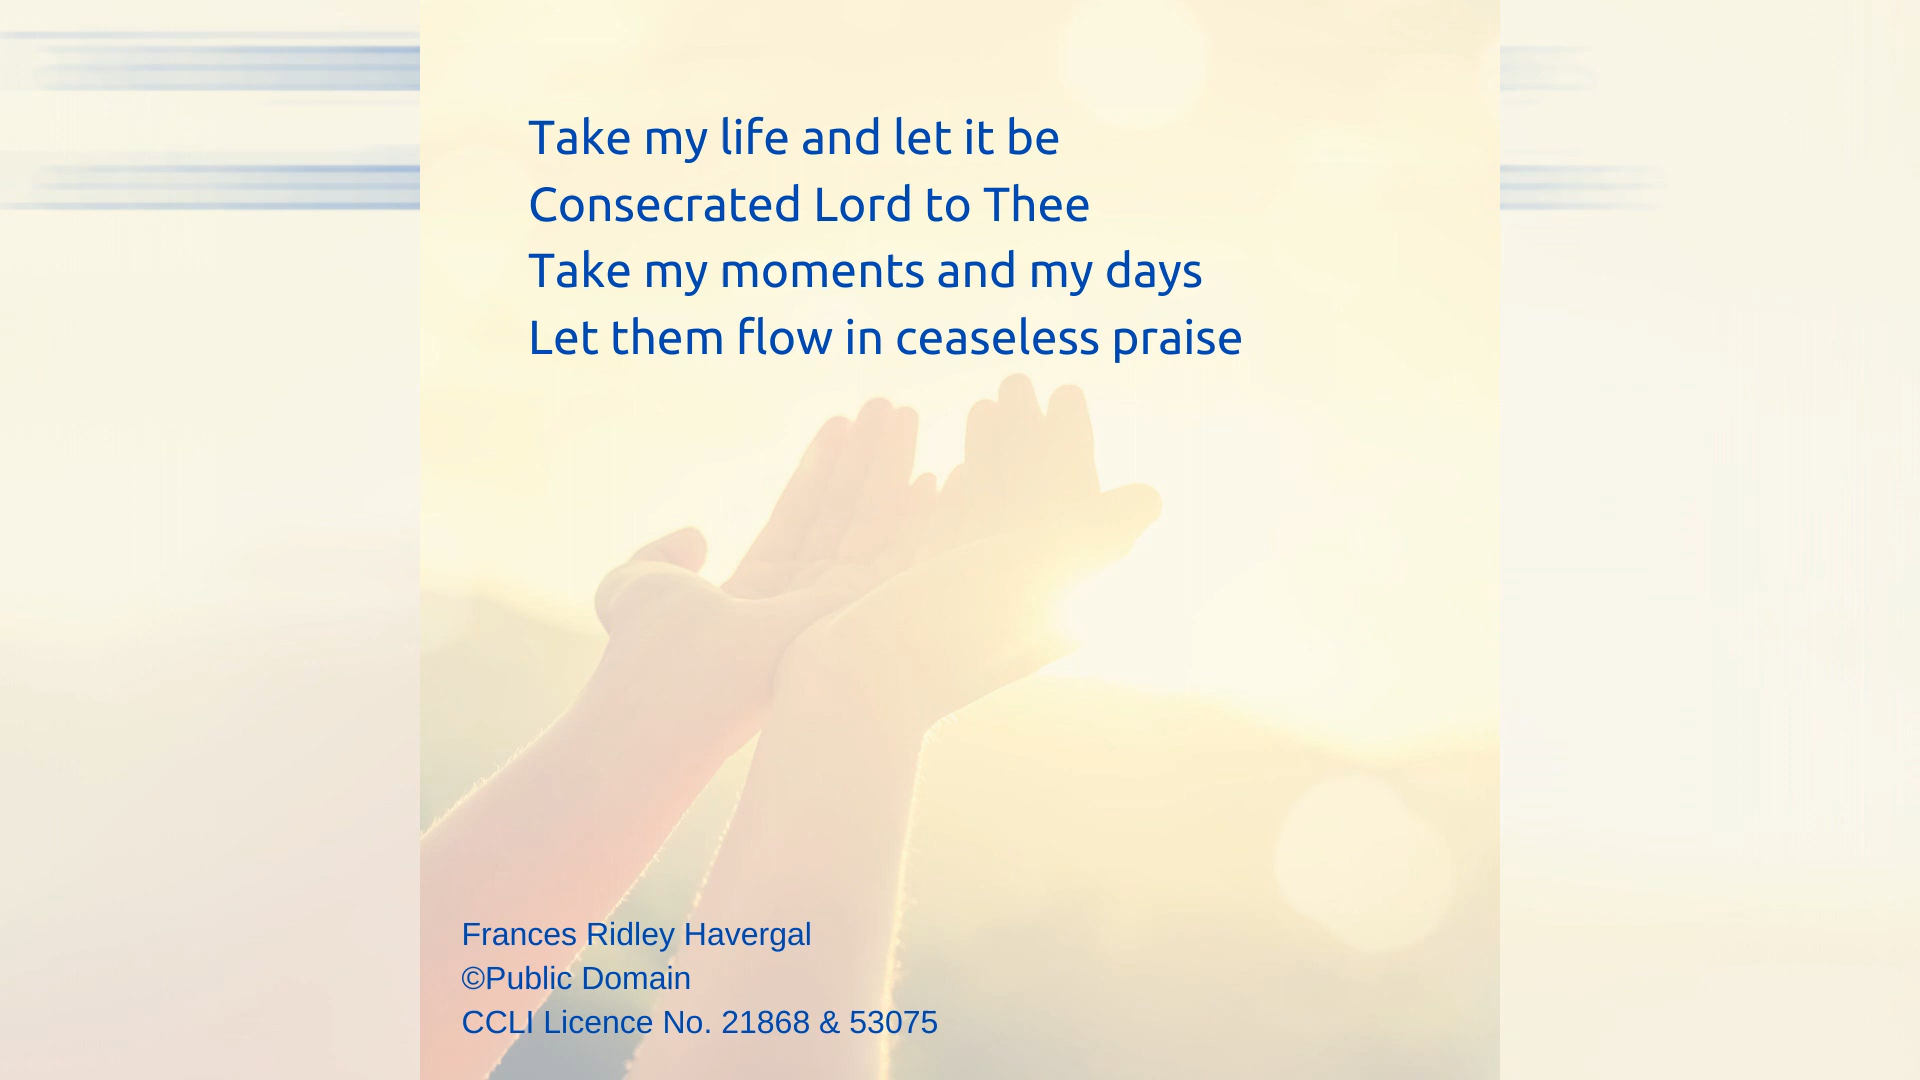 Take my life and let it be
Consecrated Lord to Thee
Take my moments and my days
Let them flow in ceaseless praise
Frances Ridley Havergal
©Public Domain
CCLI Licence No. 21868 & 53075